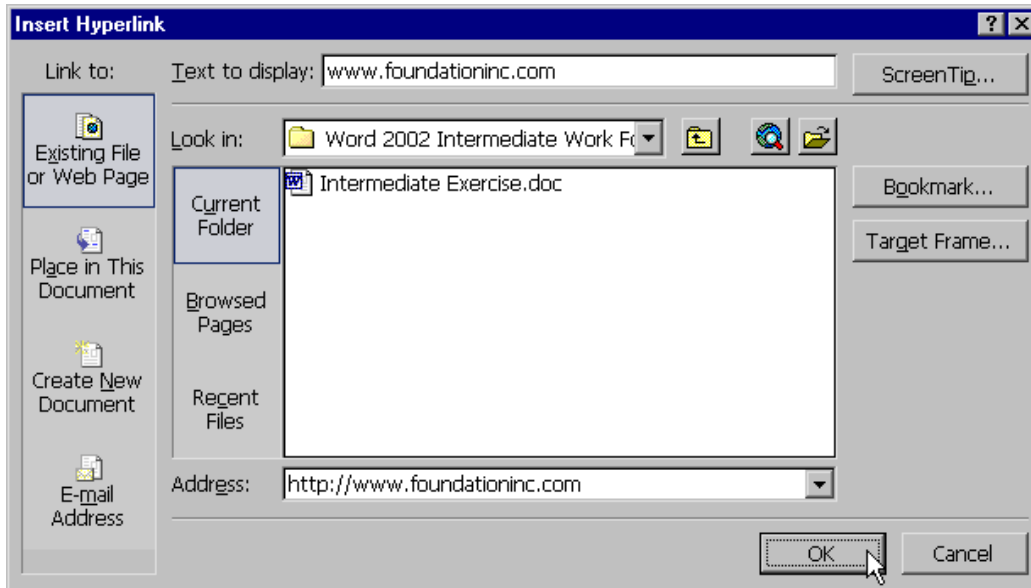 Insert Hyperlink
Link to:
Text to display: www.foundationinc.com
ScreenTip...
Existing File
or Web Page
Look in: Word 2002 Intermediate Work Fo
Current
Folder
Intermediate Exercise.doc
Bookmark...
Place in This
Document
Target Frame...
Browsed
Pages
Create New
Document
Recent
Files
E-mail
Address
Address: http://www.foundationinc.com
OK
Cancel